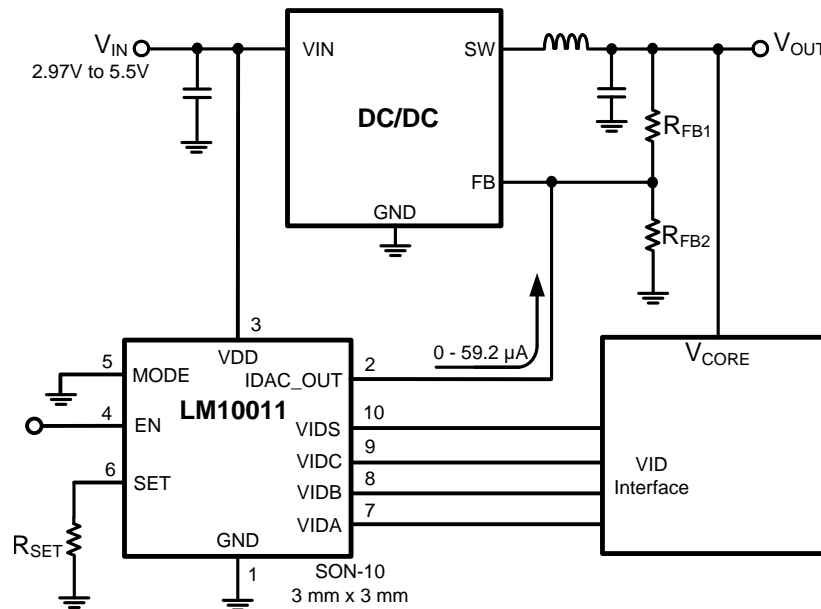 V_IN
2.97V to 5.5V
VIN
SW
V_OUT
DC/DC
R_FB1
FB
GND
R_FB2
3
0 - 59.2 µA
V_CORE
5
MODE
VDD
2
IDAC_OUT
LM10011
4
EN
10
VIDS
9
VIDC
6
SET
8
VIDB
7
VIDA
VID
Interface
R_SET
GND
1
SON-10
3 mm x 3 mm